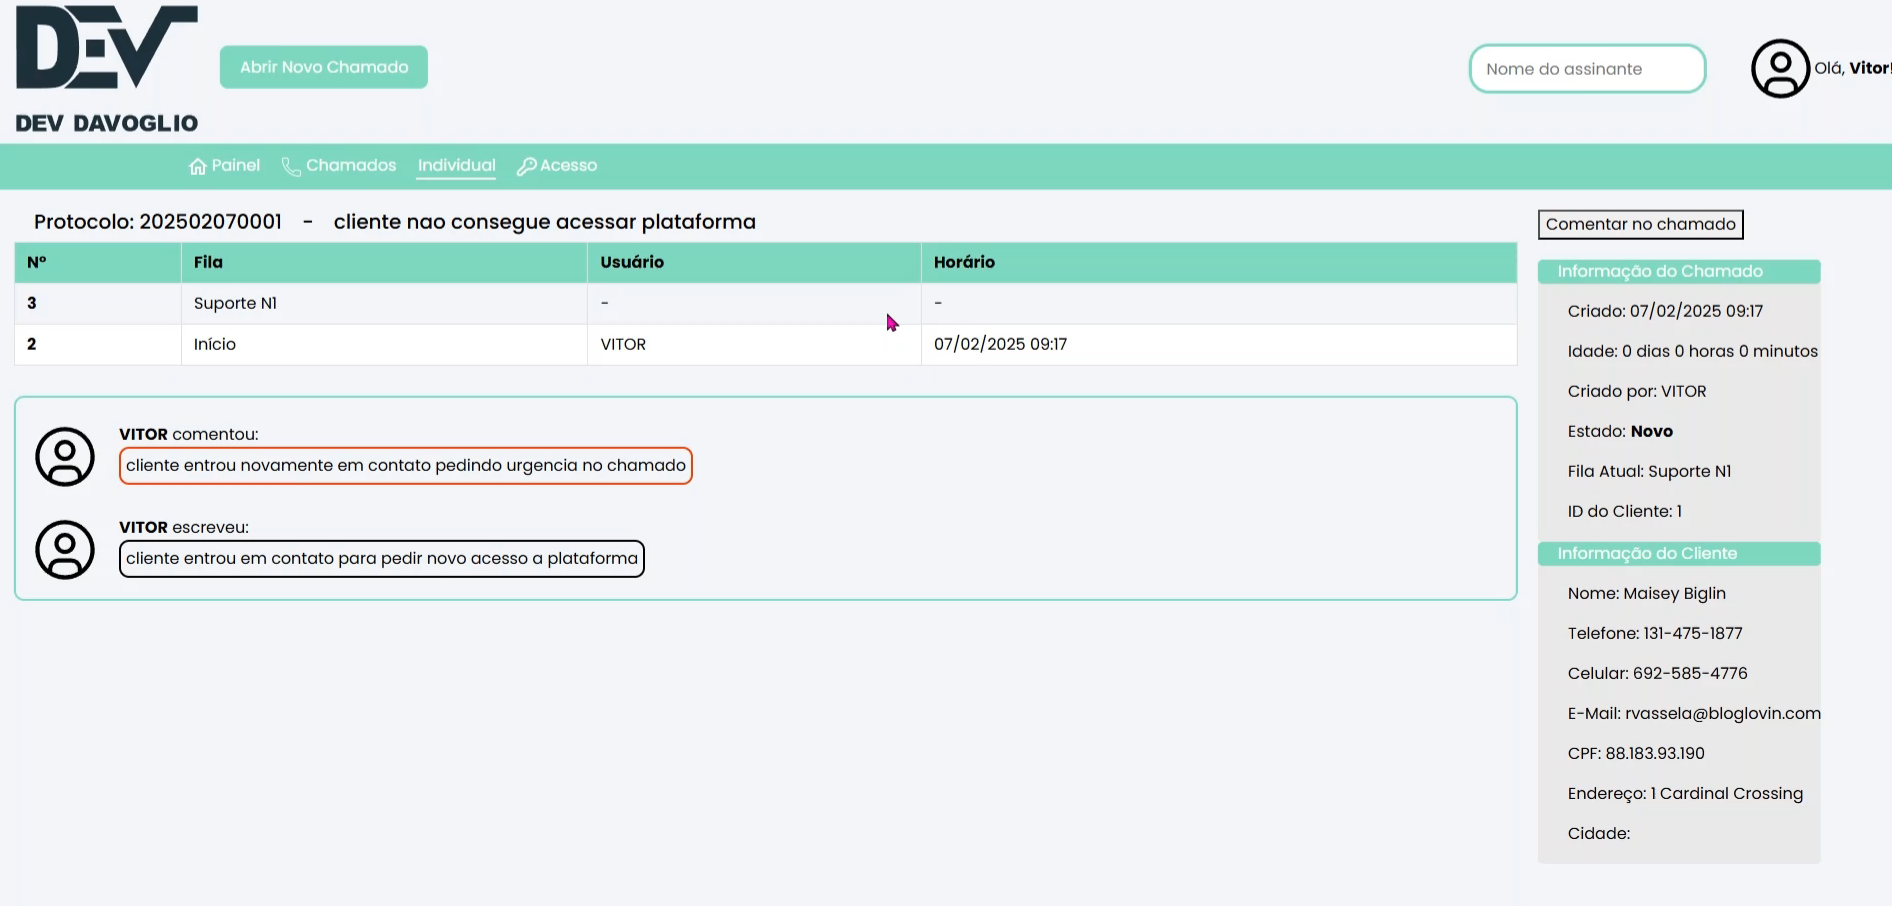 DEV
DEV DAVOGLIO
Abrir Novo Chamado
Nome do assinante
Olá, Vitor!
Painel
Chamados
Individual
Acesso
Protocolo: 202502070001 - cliente nao consegue acessar plataforma
Nº Fila Usuário Horário
3 Suporte N1 - -
2 Início VITOR 07/02/2025 09:17
VITOR comentou:
cliente entrou novamente em contato pedindo urgencia no chamado
VITOR escreveu:
cliente entrou em contato para pedir novo acesso a plataforma
Comentar no chamado
Informação do Chamado
Criado: 07/02/2025 09:17
Idade: 0 dias 0 horas 0 minutos
Criado por: VITOR
Estado: Novo
Fila Atual: Suporte N1
ID do Cliente: 1
Informação do Cliente
Nome: Maisey Biglin
Telefone: 131-475-1877
Celular: 692-585-4776
E-Mail: rvassela@bloglovin.com
CPF: 88.183.93.190
Endereço: 1 Cardinal Crossing
Cidade: